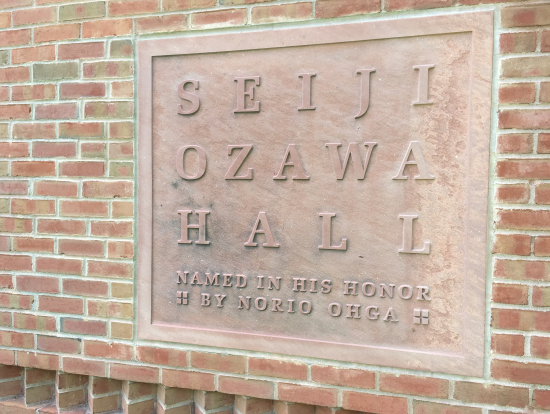 SEIJI
OZAWA
HALL
NAMED IN HIS HONOR
BY NORIO OHGA